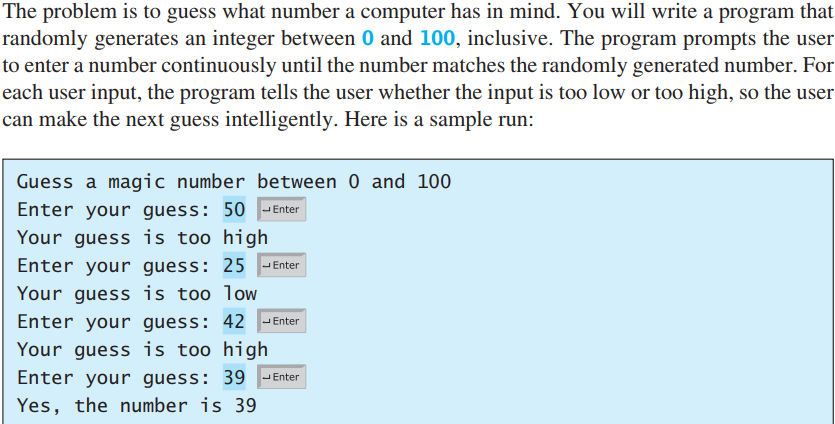 The problem is to guess what number a computer has in mind. You will write a program that
randomly generates an integer between 0 and 100, inclusive. The program prompts the user
to enter a number continuously until the number matches the randomly generated number. For
each user input, the program tells the user whether the input is too low or too high, so the user
can make the next guess intelligently. Here is a sample run:
Guess a magic number between 0 and 100
Enter your guess: 50 ↵Enter
Your guess is too high
Enter your guess: 25 ↵Enter
Your guess is too low
Enter your guess: 42 ↵Enter
Your guess is too high
Enter your guess: 39 ↵Enter
Yes, the number is 39